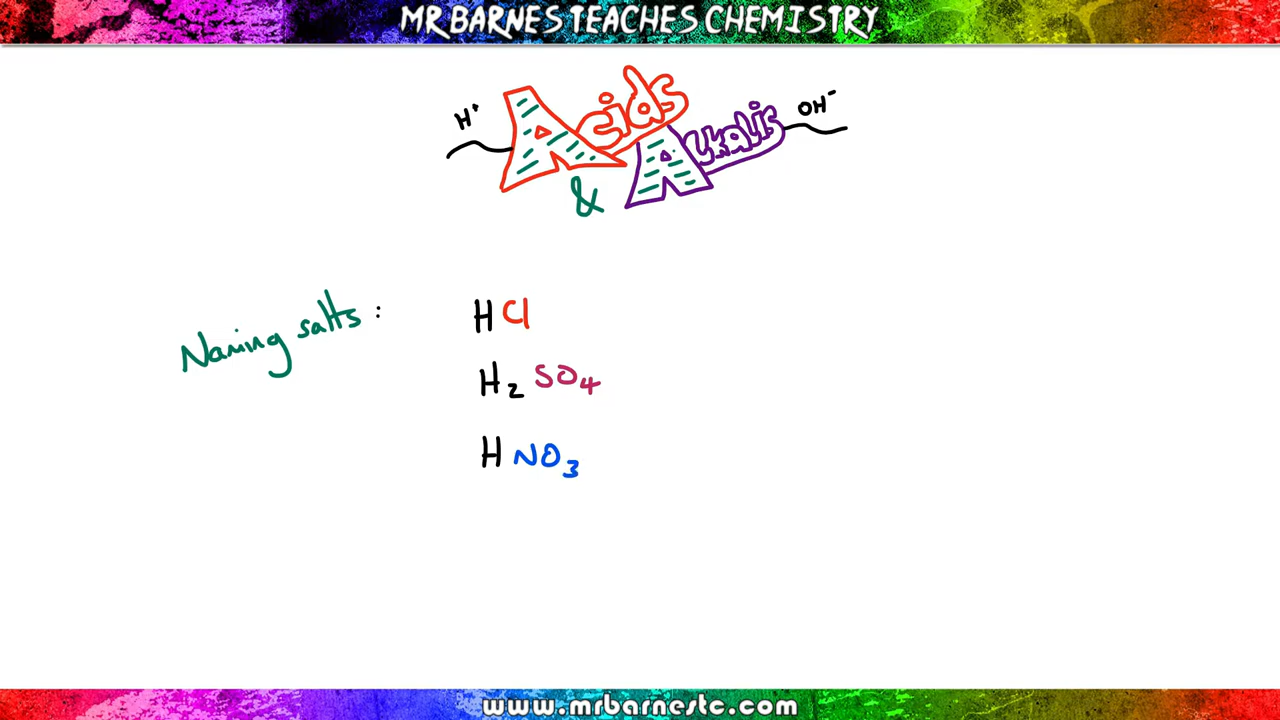 MR BARNES TEACHES CHEMISTRY
H⁺ Acids
& Alkalis OH⁻
Naming salts :
HCl
H₂SO₄
HNO₃
www.mrbarnestc.com